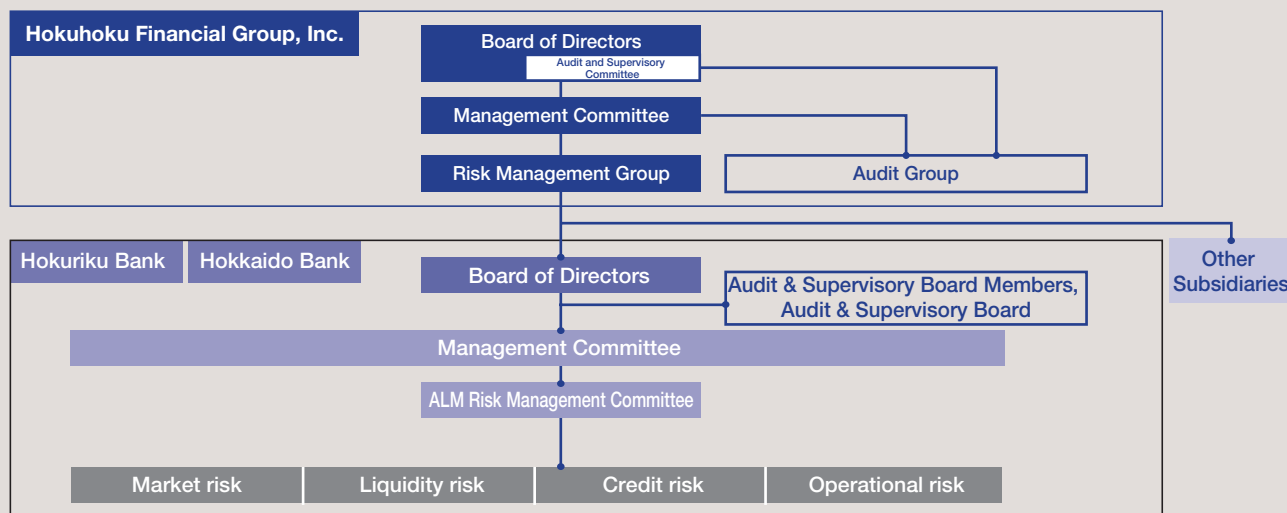 Hokuhoku Financial Group, Inc.
Board of Directors
Audit and Supervisory
Committee
Management Committee
Risk Management Group
Audit Group
Hokuriku Bank
Hokkaido Bank
Board of Directors
Other
Subsidiaries
Audit & Supervisory Board Members,
Audit & Supervisory Board
Management Committee
ALM Risk Management Committee
Market risk
Liquidity risk
Credit risk
Operational risk